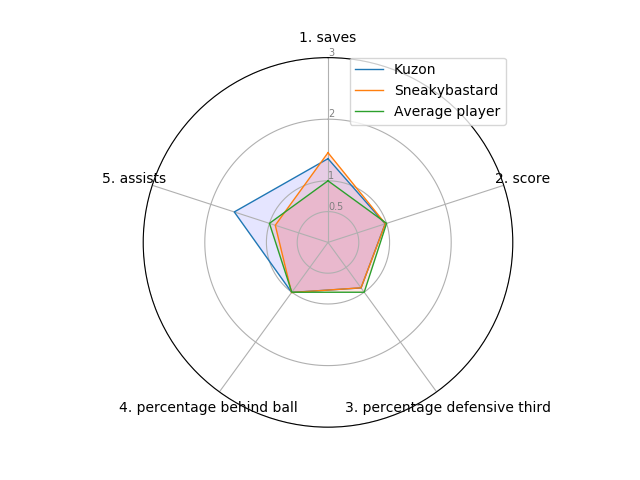 1. saves
3
Kuzon
Sneakybastard
Average player
2
5. assists
1
2. score
0.5
4. percentage behind ball
3. percentage defensive third